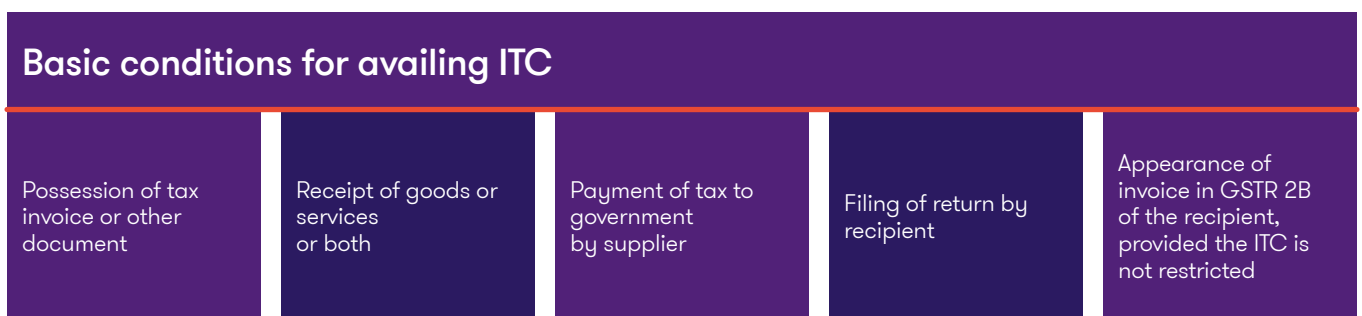 Basic conditions for availing ITC
Possession of tax
invoice or other
document
Receipt of goods or
services
or both
Payment of tax to
government
by supplier
Filing of return by
recipient
Appearance of
invoice in GSTR 2B
of the recipient,
provided the ITC is
not restricted